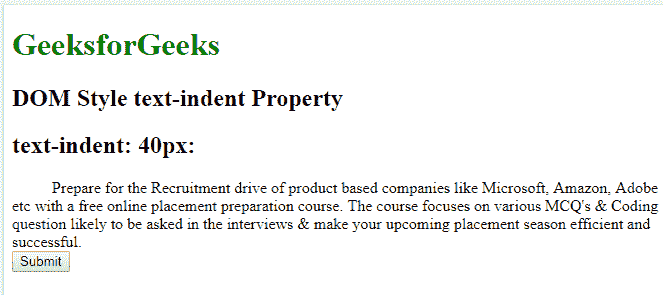 GeeksforGeeks
DOM Style text-indent Property
text-indent: 40px:
Prepare for the Recruitment drive of product based companies like Microsoft, Amazon, Adobe
etc with a free online placement preparation course. The course focuses on various MCQ's & Coding
question likely to be asked in the interviews & make your upcoming placement season efficient and
successful.
Submit